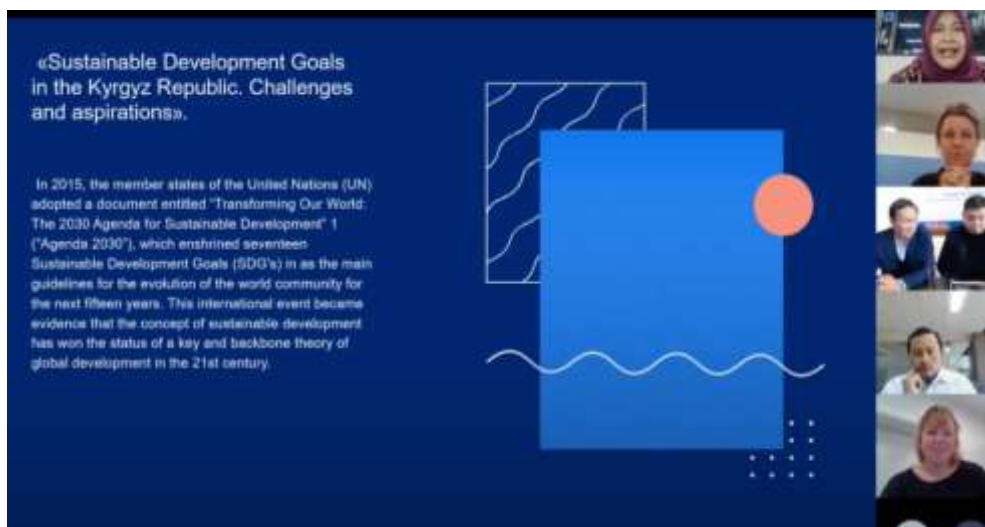 «Sustainable Development Goals
in the Kyrgyz Republic. Challenges
and aspirations».
In 2015, the member states of the United Nations (UN)
adopted a document entitled "Transforming Our World:
The 2030 Agenda for Sustainable Development" 1
("Agenda 2030"), which enshrined seventeen
Sustainable Development Goals (SDG's) in as the main
guidelines for the evolution of the world community for
the next fifteen years. This international event became
evidence that the concept of sustainable development
has won the status of a key and backbone theory of
global development in the 21st century.